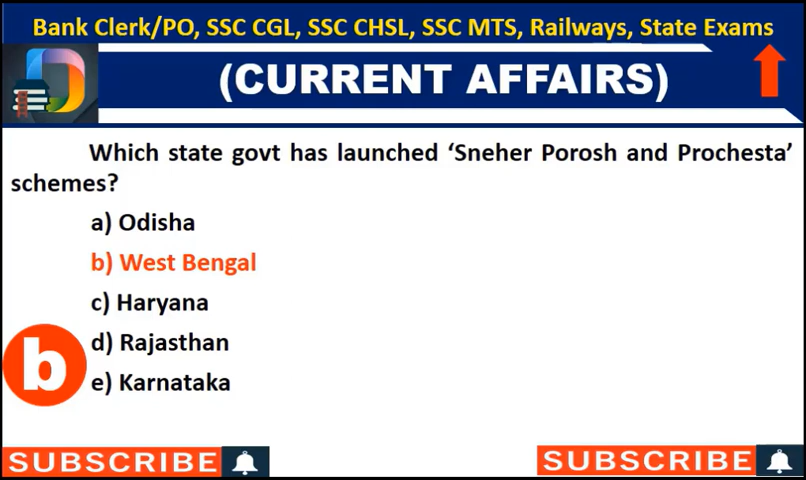 Bank Clerk/PO, SSC CGL, SSC CHSL, SSC MTS, Railways, State Exams
(CURRENT AFFAIRS)
Which state govt has launched ‘Sneher Porosh and Prochesta’
schemes?
a) Odisha
b) West Bengal
c) Haryana
d) Rajasthan
b
e) Karnataka
SUBSCRIBE
SUBSCRIBE